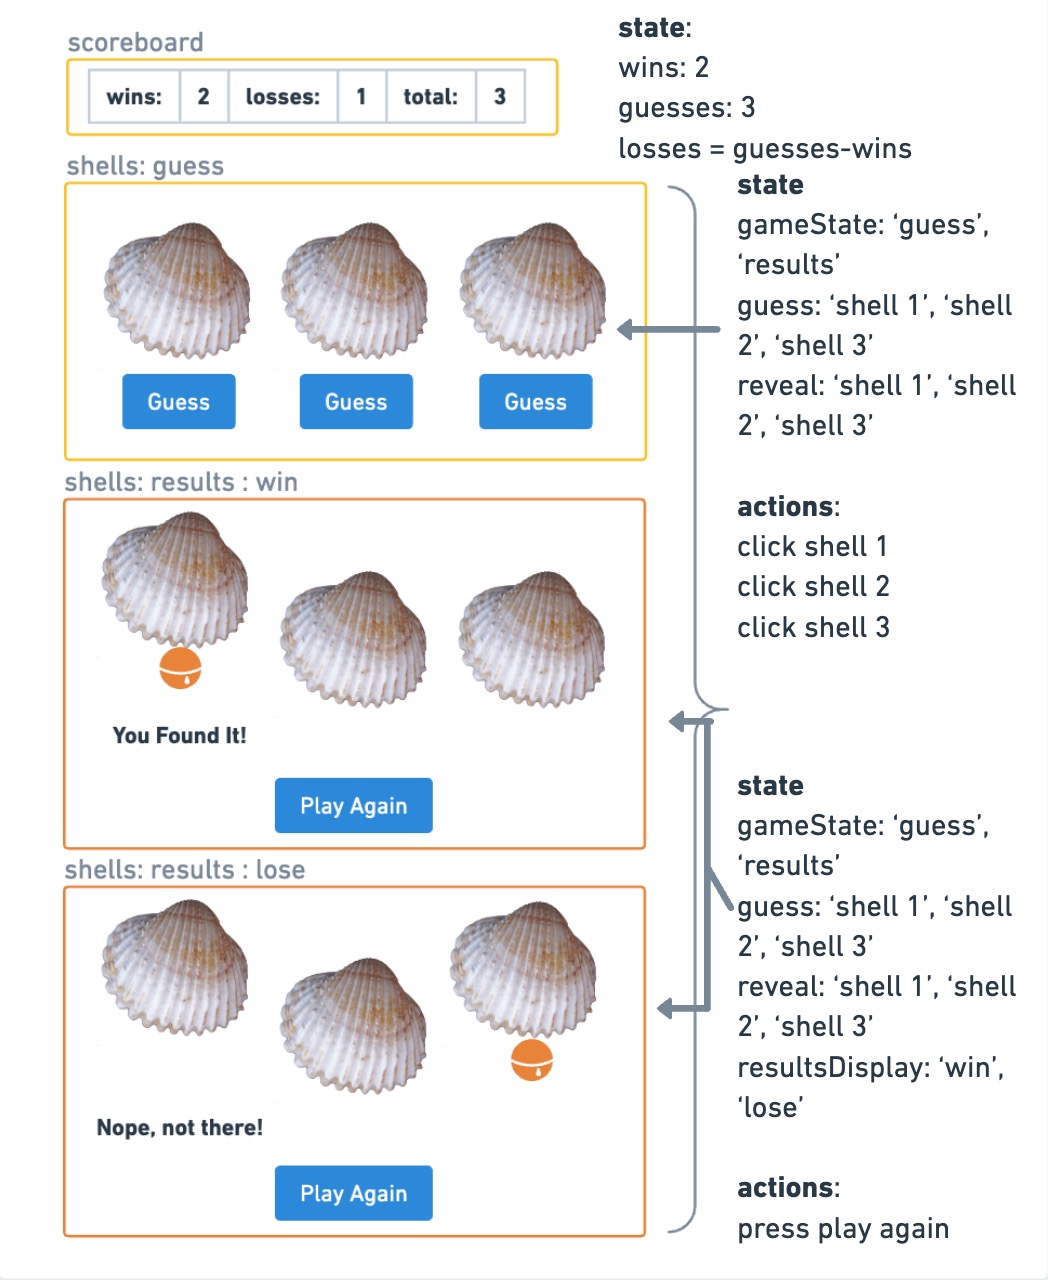 scoreboard
wins: 2 losses: 1 total: 3
state:
wins: 2
guesses: 3
losses = guesses-wins
shells: guess
Guess Guess Guess
state
gameState: ‘guess’,
‘results’
guess: ‘shell 1’, ‘shell
2’, ‘shell 3’
reveal: ‘shell 1’, ‘shell
2’, ‘shell 3’
actions:
click shell 1
click shell 2
click shell 3
shells: results : win
You Found It!
Play Again
shells: results : lose
Nope, not there!
Play Again
state
gameState: ‘guess’,
‘results’
guess: ‘shell 1’, ‘shell
2’, ‘shell 3’
reveal: ‘shell 1’, ‘shell
2’, ‘shell 3’
resultsDisplay: ‘win’,
‘lose’
actions:
press play again